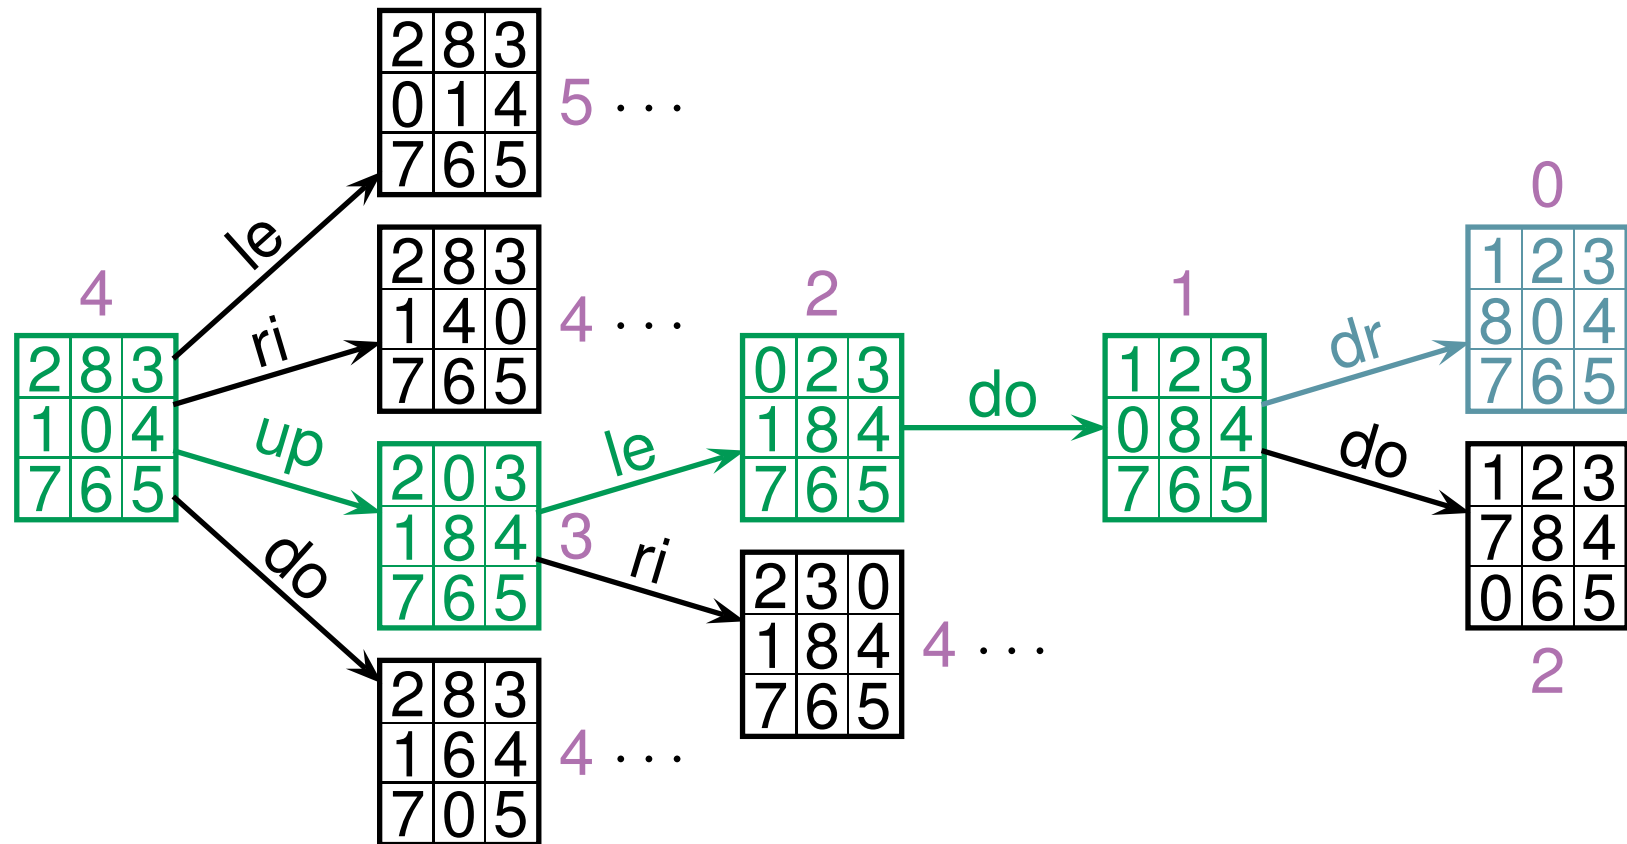 2 8 3
0 1 4
7 6 5
5 ...
le
2 8 3
1 4 0
7 6 5
4 ...
ri
4
2 8 3
1 0 4
7 6 5
up
2 0 3
1 8 4
7 6 5
3
do
2 8 3
1 6 4
7 0 5
4 ...
le
2
0 2 3
1 8 4
7 6 5
ri
2 3 0
1 8 4
7 6 5
4 ...
do
1
1 2 3
0 8 4
7 6 5
dr
0
1 2 3
8 0 4
7 6 5
do
1 2 3
7 8 4
0 6 5
2